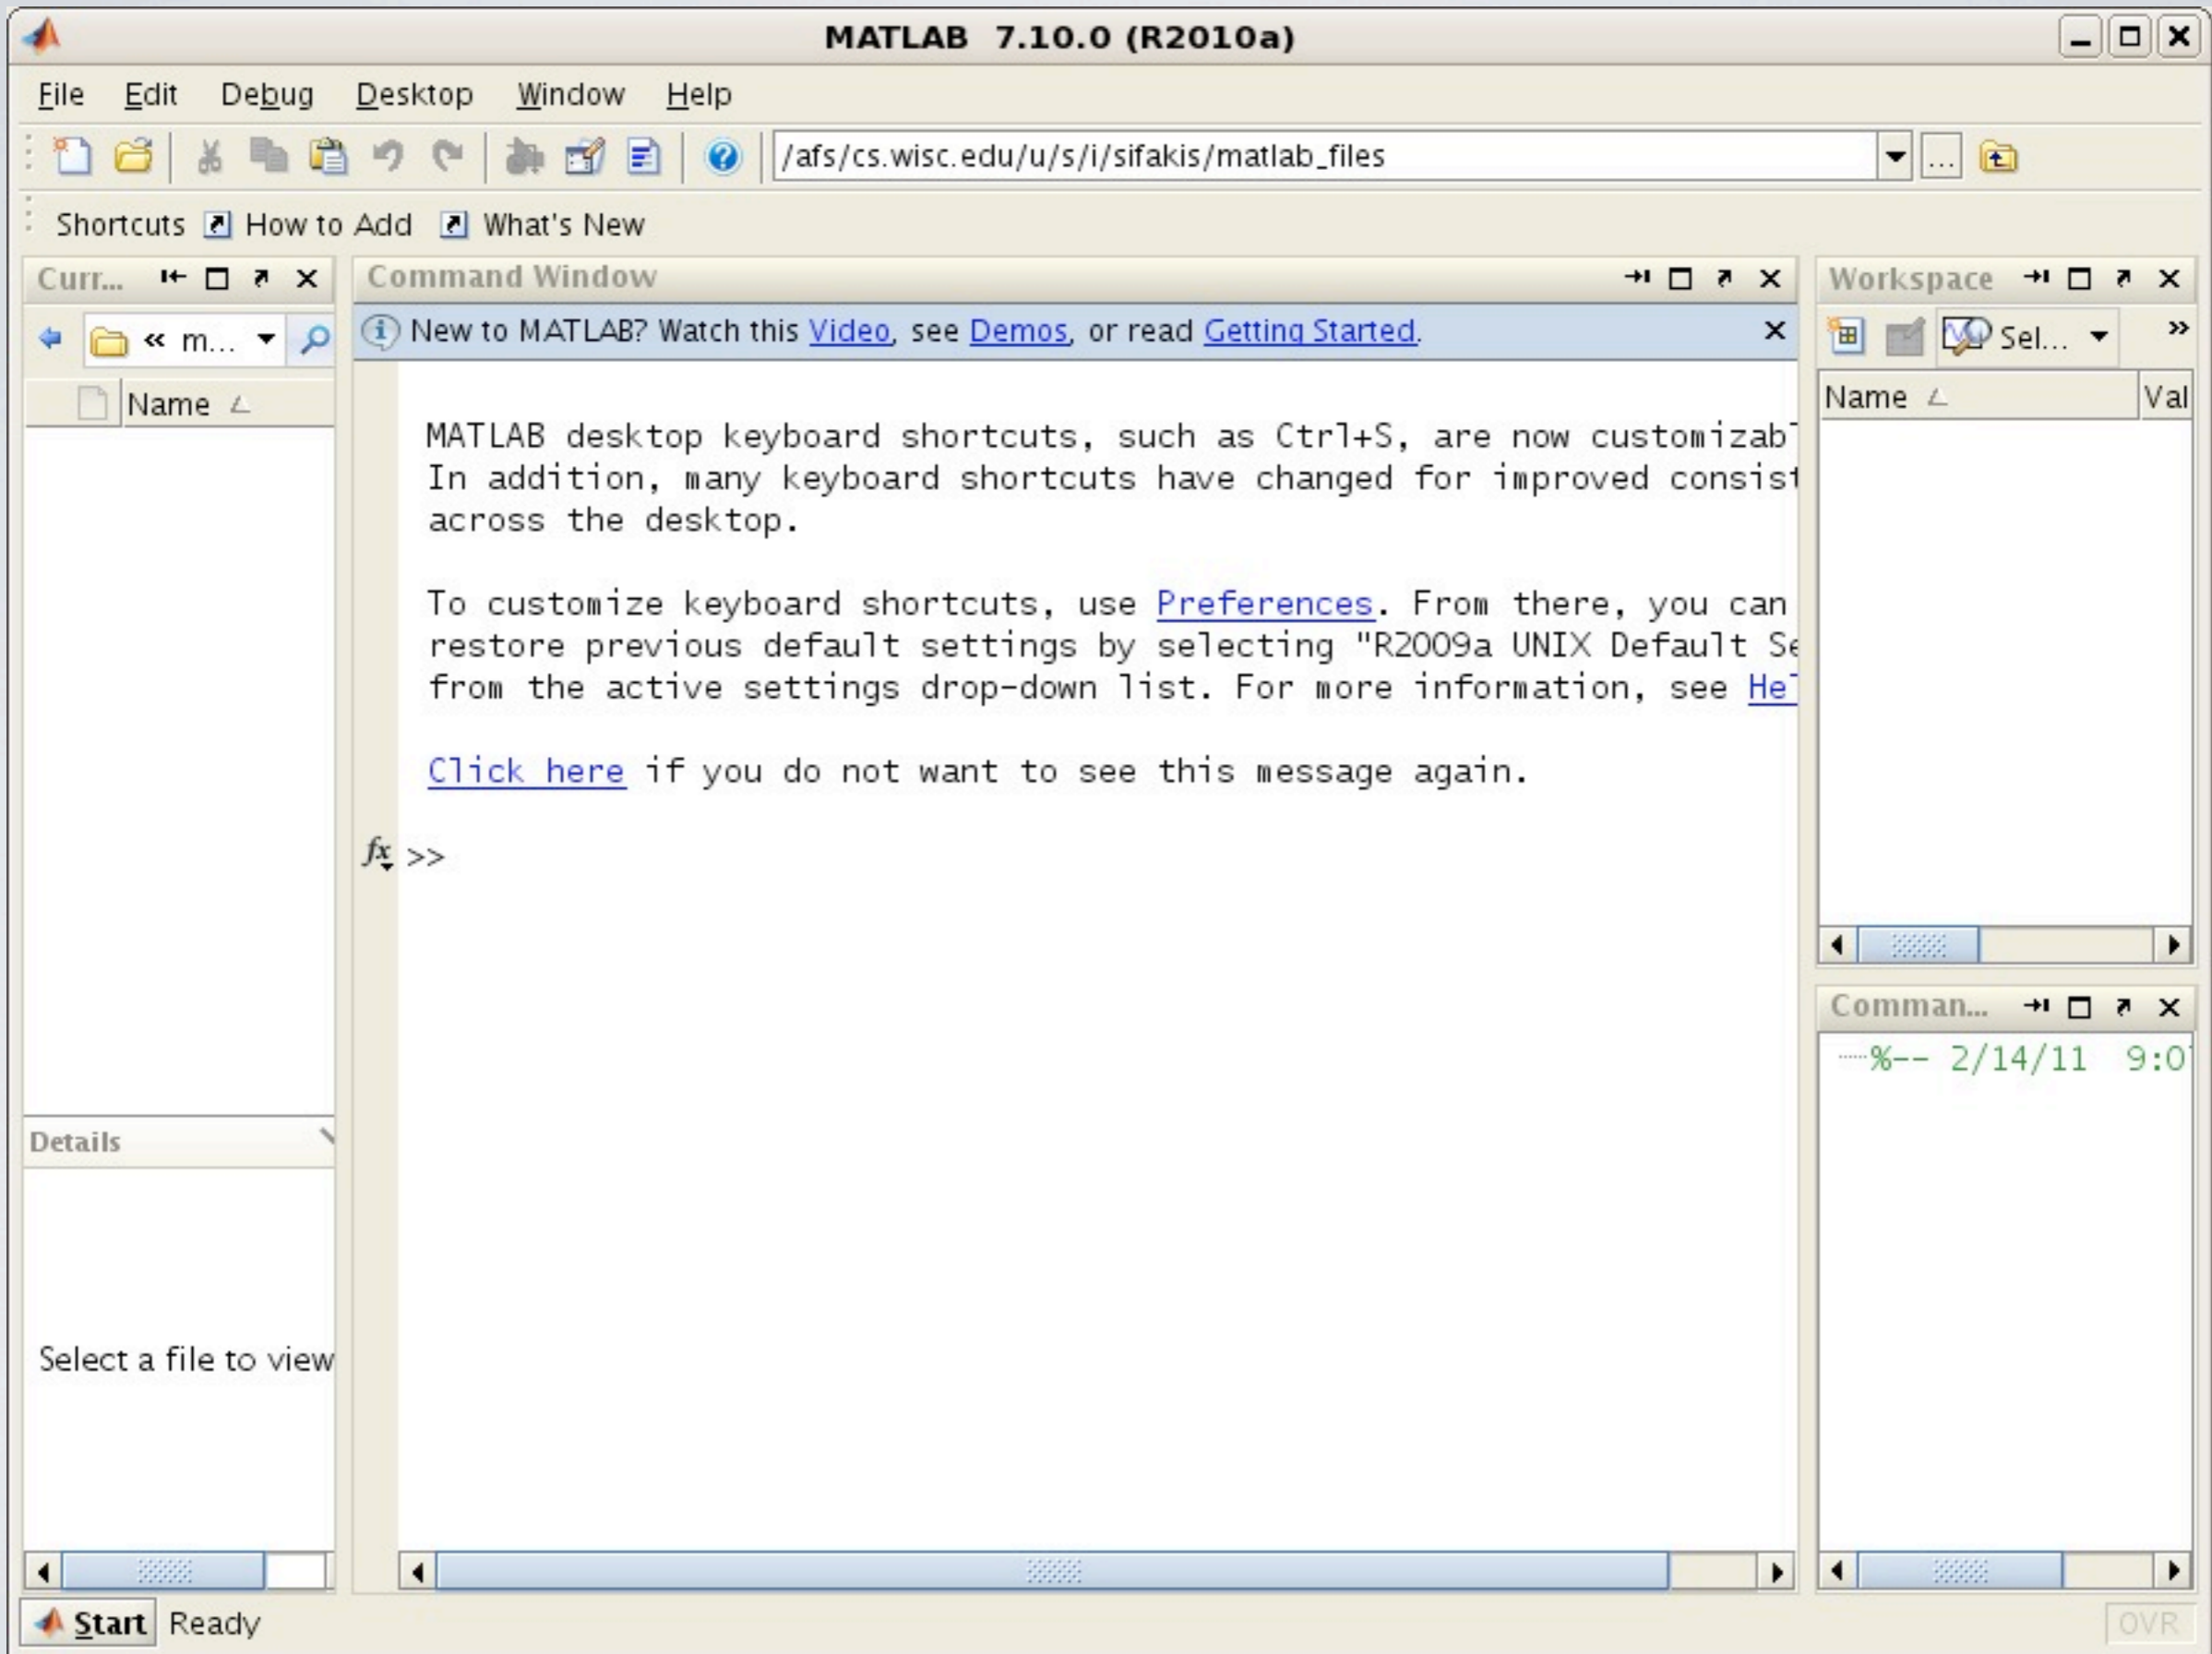 MATLAB 7.10.0 (R2010a)
File Edit Debug Desktop Window Help
/afs/cs.wisc.edu/u/s/i/sifakis/matlab_files ...
Shortcuts How to Add What's New
Curr...
« m...
Name
Details
Select a file to view
Command Window
New to MATLAB? Watch this Video, see Demos, or read Getting Started.
MATLAB desktop keyboard shortcuts, such as Ctrl+S, are now customizabl
In addition, many keyboard shortcuts have changed for improved consist
across the desktop.
To customize keyboard shortcuts, use Preferences. From there, you can
restore previous default settings by selecting "R2009a UNIX Default Se
from the active settings drop-down list. For more information, see Hel
Click here if you do not want to see this message again.
fx >>
Workspace
Sel... »
Name Val
Comman...
%-- 2/14/11 9:0
Start Ready
OVR